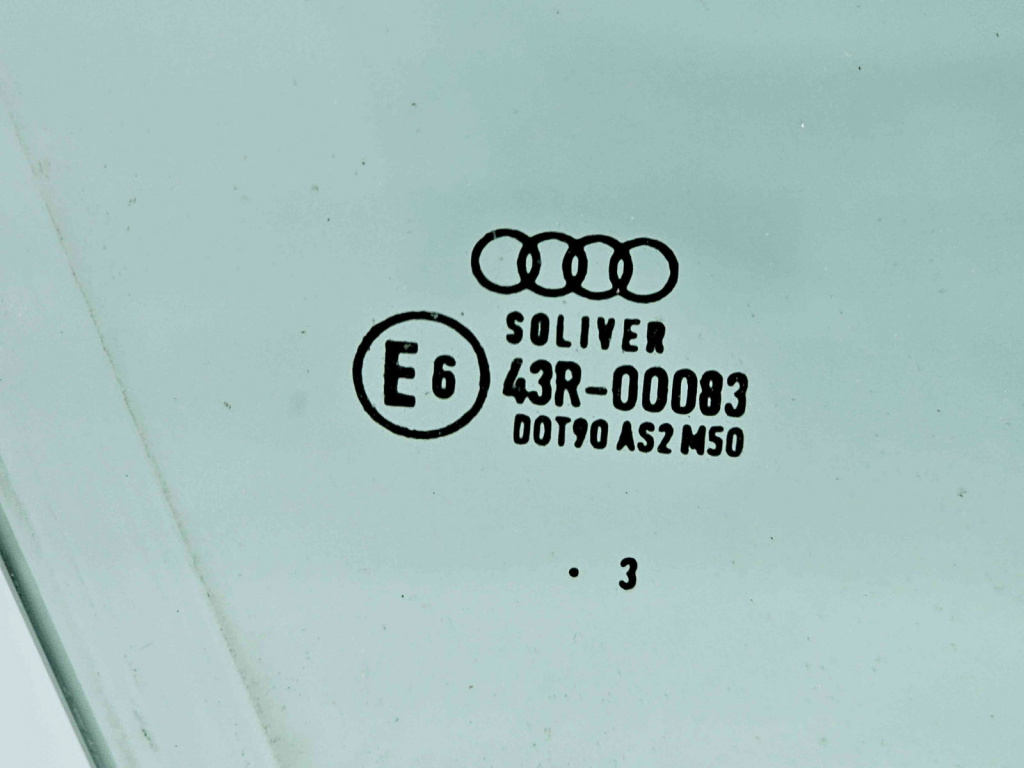 SOLIVER
E6 43R-00083
DOT90 AS2 M50
. 3